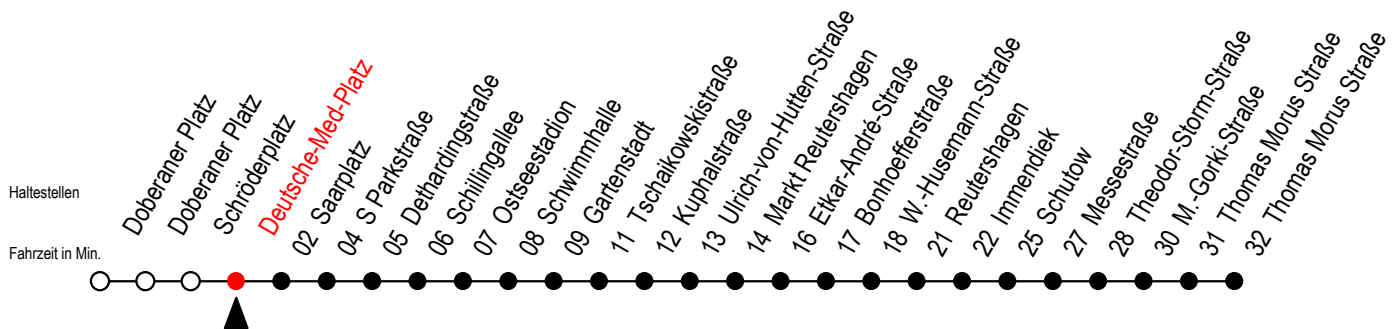 Haltestellen
Fahrzeit in Min.
Doberaner Platz
Doberaner Platz
Schröderplatz
Deutsche-Med-Platz
02 Saarplatz
04 S Parkstraße
05 Dethardingstraße
06 Schillingallee
07 Ostseestadion
08 Schwimmhalle
09 Gartenstadt
11 Tschaikowskistraße
12 Kuphalstraße
13 Ulrich-von-Hutten-Straße
14 Markt Reutershagen
16 Etkar-André-Straße
17 Bonhoefferstraße
18 W.-Husemann-Straße
21 Reutershagen
22 Immendiek
25 Schutow
27 Messestraße
28 Theodor-Storm-Straße
30 M.-Gorki-Straße
31 Thomas Morus Straße
32 Thomas Morus Straße